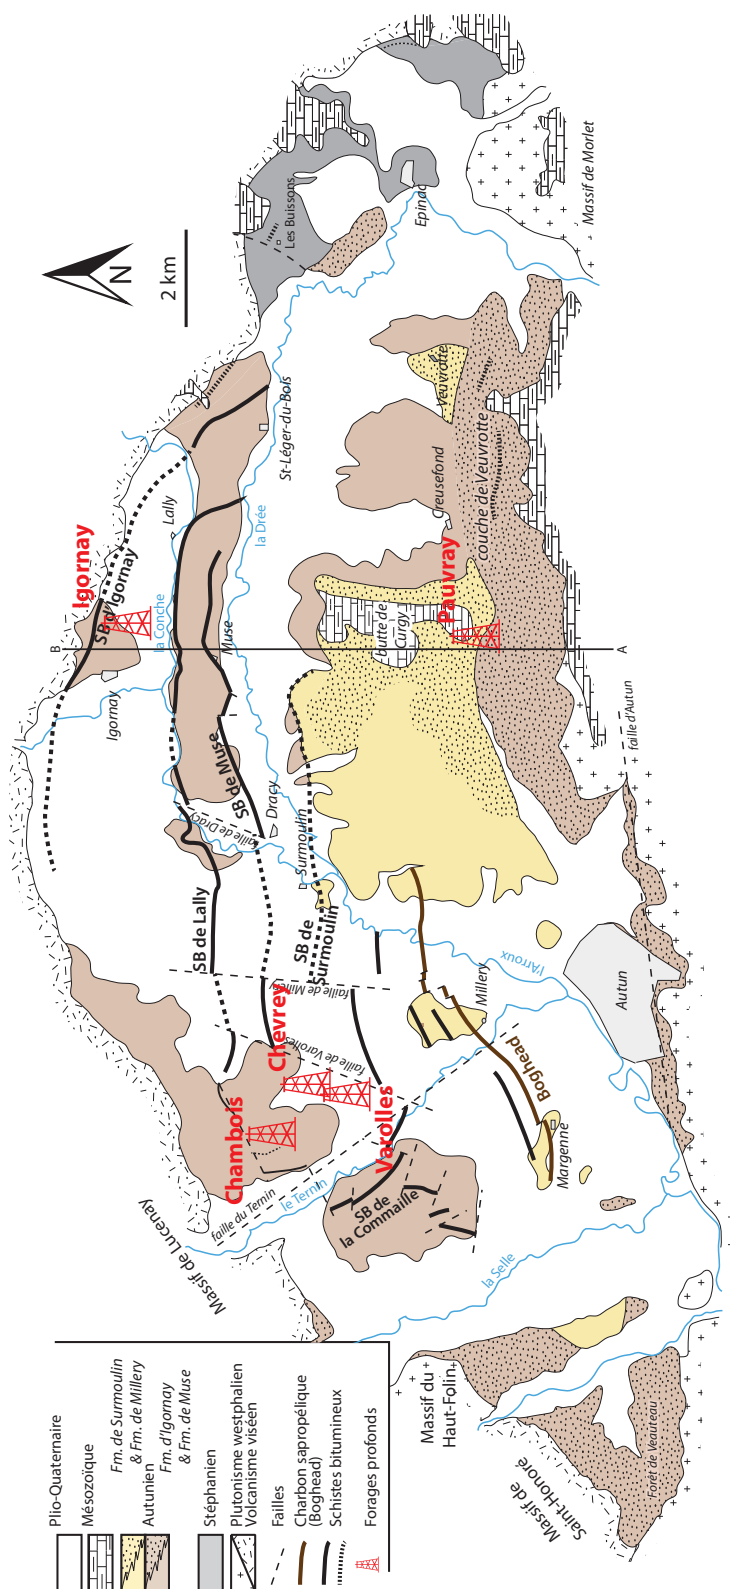 Plio-Quaternaire
Mésozoïque
Fm. de Surmoulin
& Fm. de Millery
Autunien
Fm. d'Igornay
& Fm. de Muse
Stéphanien
Plutonisme westphalien
Volcanisme viséen
Failles
Charbon sapropélique
(Boghead)
Schistes bitumineux
Forages profonds
N
2 km
Massif de Lucenay
Massif du
Haut-Folin
Massif de
Saint-Honoré
Forêt de Veautreau
Massif de Morlet
Chambois
Chevrey
Varolles
Igornay
Pauvray
SB d'Igornay
Igornay
la Conche
Lally
SB de Lally
SB de Muse
Muse
St-Léger-du-Bois
la Drée
Les Buissons
Epinac
faille de Dracy
Dracy
Surmoulin
SB de
Surmoulin
faille de Millery
faille de Varolles
faille du Ternin
le Ternin
SB de
la Commaille
la Selle
Boghead
Margenne
Millery
l'Arroux
Autun
faille d'Autun
butte de
Curgy
Creusefond
couche de Veuvrotte
Veuvrotte
A
B